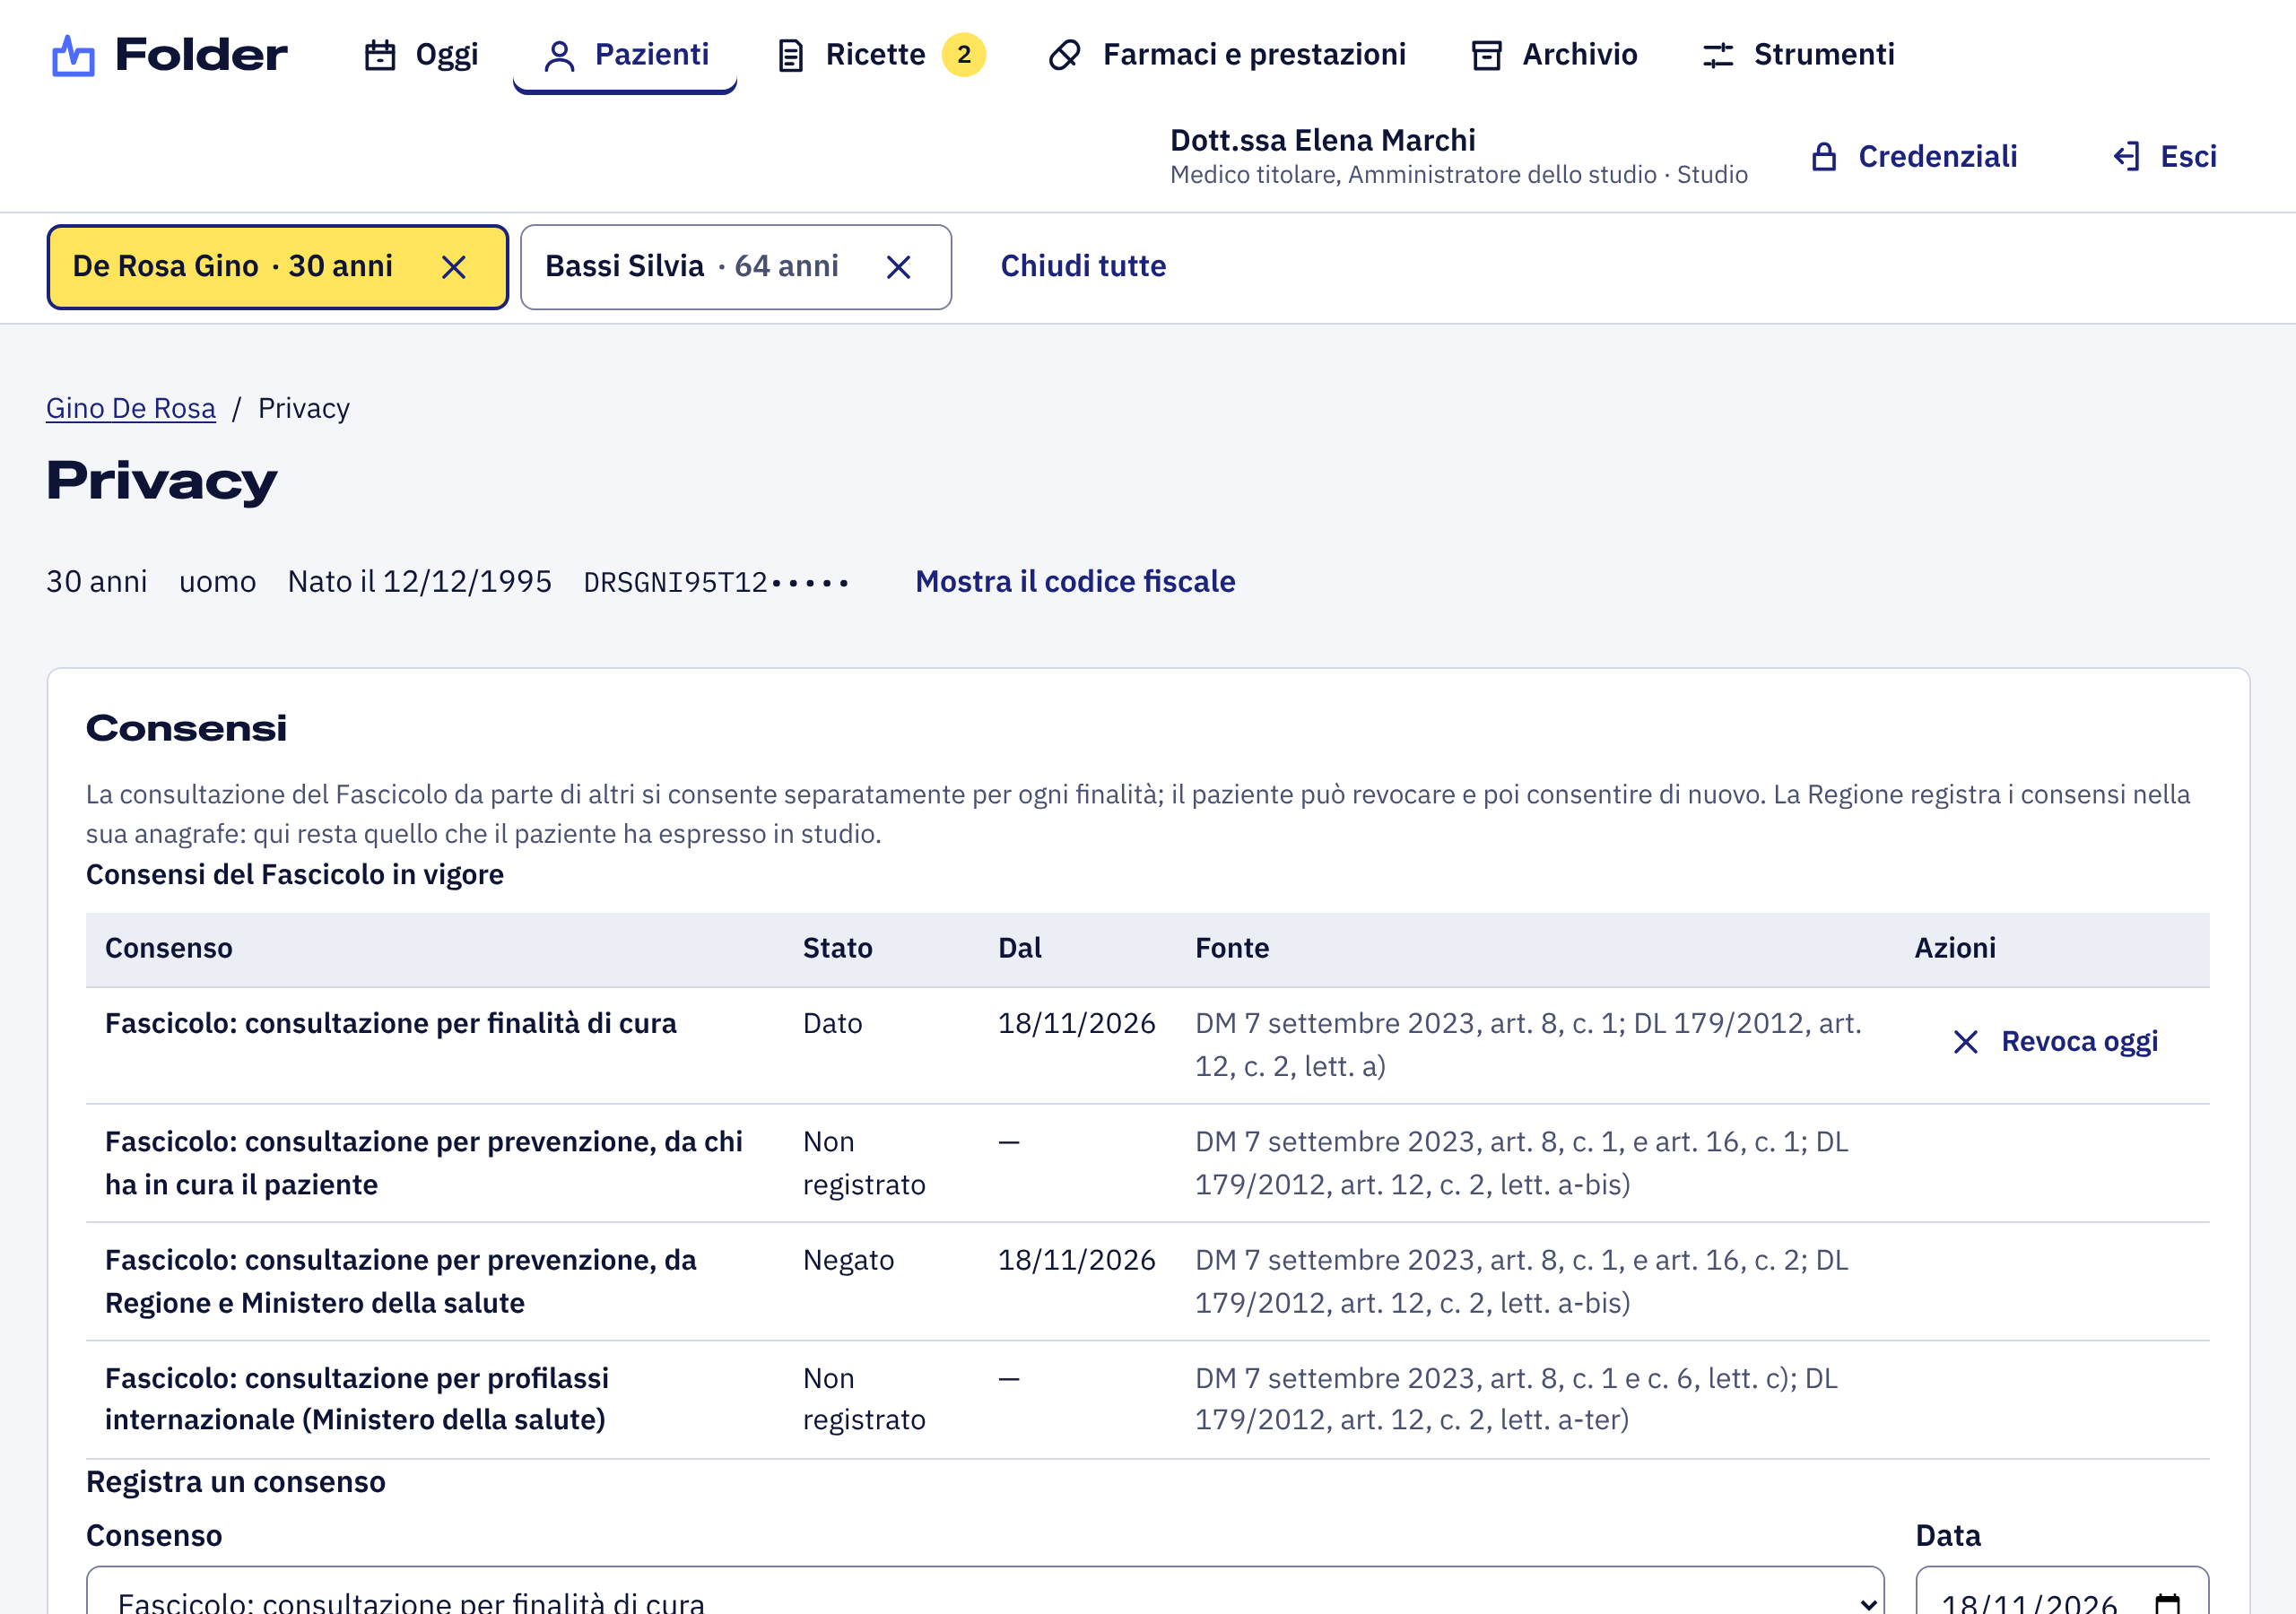 Folder
Oggi
Pazienti
Ricette 2
Farmaci e prestazioni
Archivio
Strumenti
Dott.ssa Elena Marchi
Medico titolare, Amministratore dello studio · Studio
Credenziali
Esci
De Rosa Gino · 30 anni
Bassi Silvia · 64 anni
Chiudi tutte
Gino De Rosa / Privacy
Privacy
30 anni uomo Nato il 12/12/1995 DRSGNI95T12••••• Mostra il codice fiscale
Consensi
La consultazione del Fascicolo da parte di altri si consente separatamente per ogni finalità; il paziente può revocare e poi consentire di nuovo. La Regione registra i consensi nella
sua anagrafe: qui resta quello che il paziente ha espresso in studio.
Consensi del Fascicolo in vigore
Consenso Stato Dal Fonte Azioni
Fascicolo: consultazione per finalità di cura Dato 18/11/2026 DM 7 settembre 2023, art. 8, c. 1; DL 179/2012, art.
12, c. 2, lett. a)
Revoca oggi
Fascicolo: consultazione per prevenzione, da chi
ha in cura il paziente
Non
registrato
—
DM 7 settembre 2023, art. 8, c. 1, e art. 16, c. 1; DL
179/2012, art. 12, c. 2, lett. a-bis)
Fascicolo: consultazione per prevenzione, da
Regione e Ministero della salute
Negato
18/11/2026
DM 7 settembre 2023, art. 8, c. 1, e art. 16, c. 2; DL
179/2012, art. 12, c. 2, lett. a-bis)
Fascicolo: consultazione per profilassi
internazionale (Ministero della salute)
Non
registrato
—
DM 7 settembre 2023, art. 8, c. 1 e c. 6, lett. c); DL
179/2012, art. 12, c. 2, lett. a-ter)
Registra un consenso
Consenso
Fascicolo: consultazione per finalità di cura
Data
18/11/2026